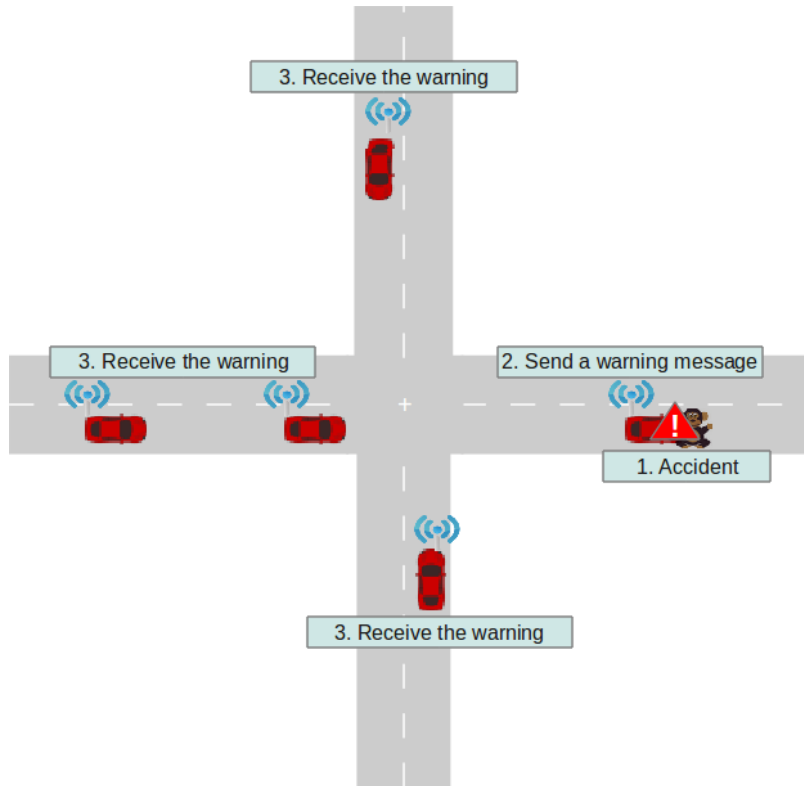 3. Receive the warning
3. Receive the warning
2. Send a warning message
!
1. Accident
3. Receive the warning